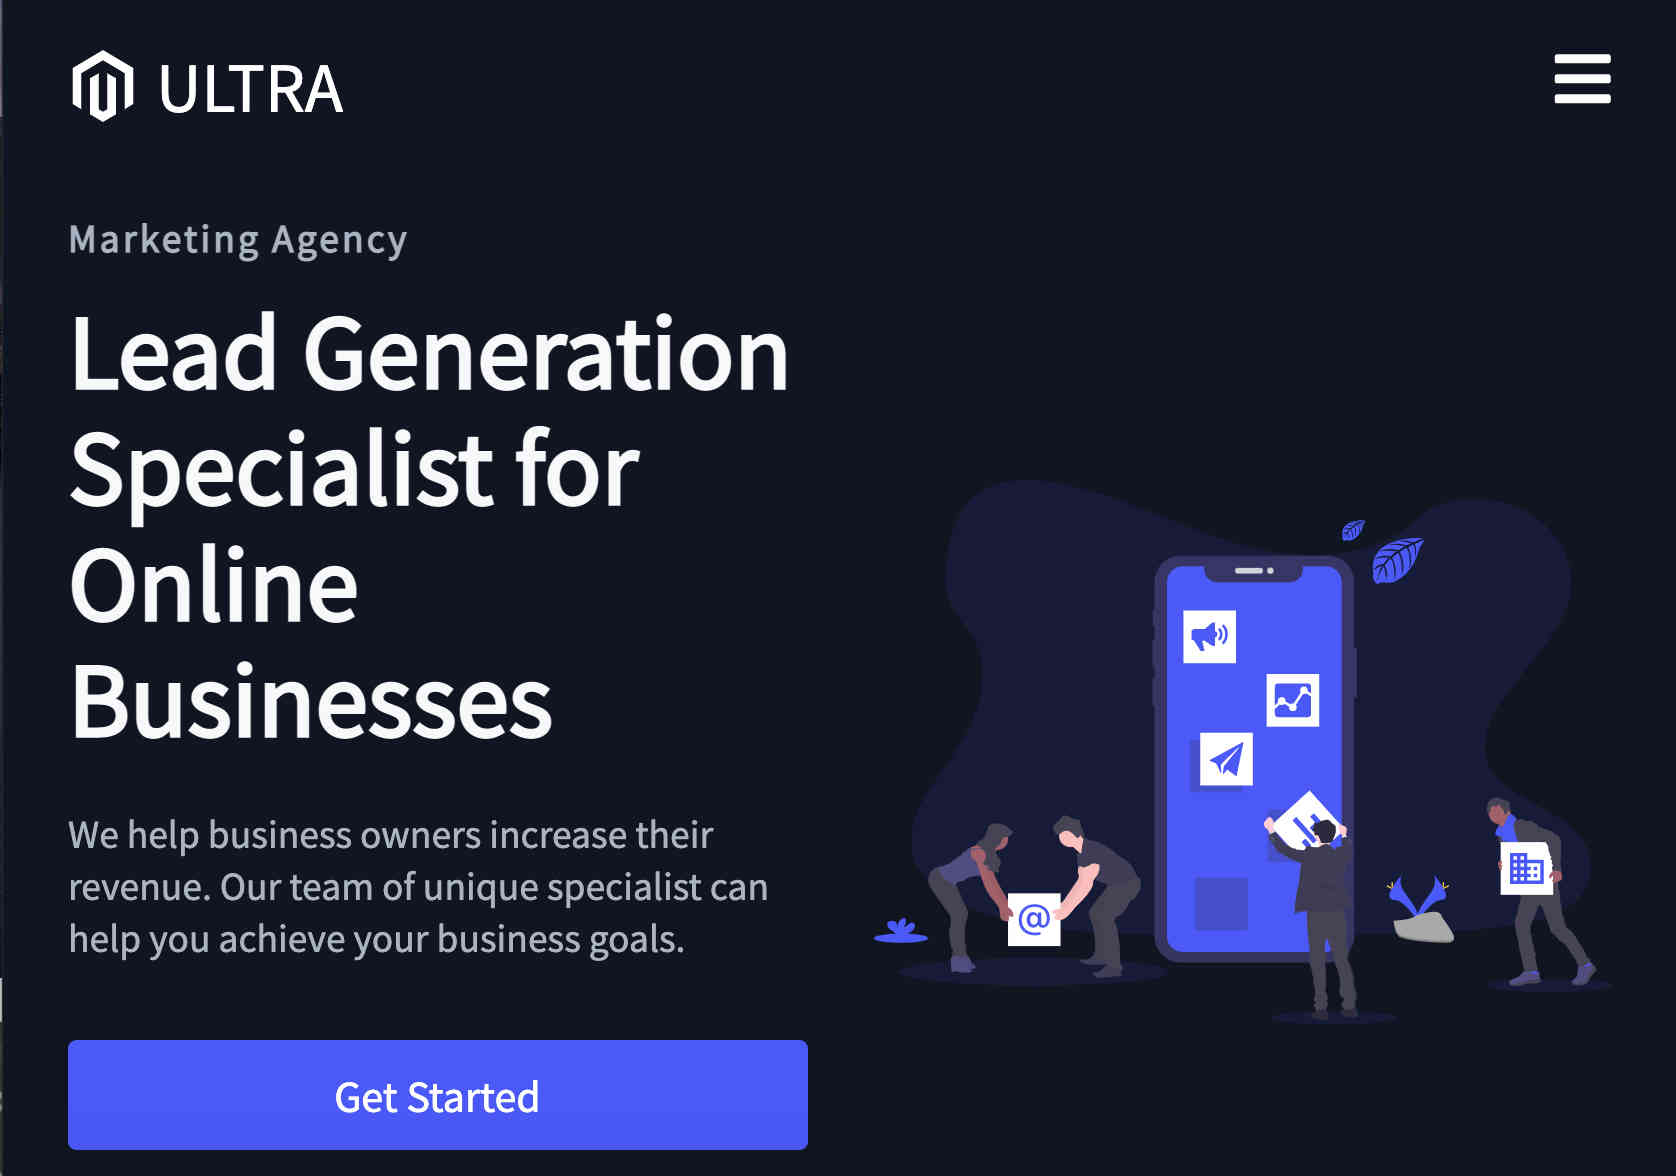 ULTRA
Marketing Agency
Lead Generation
Specialist for
Online
Businesses
We help business owners increase their
revenue. Our team of unique specialist can
help you achieve your business goals.
@
Get Started